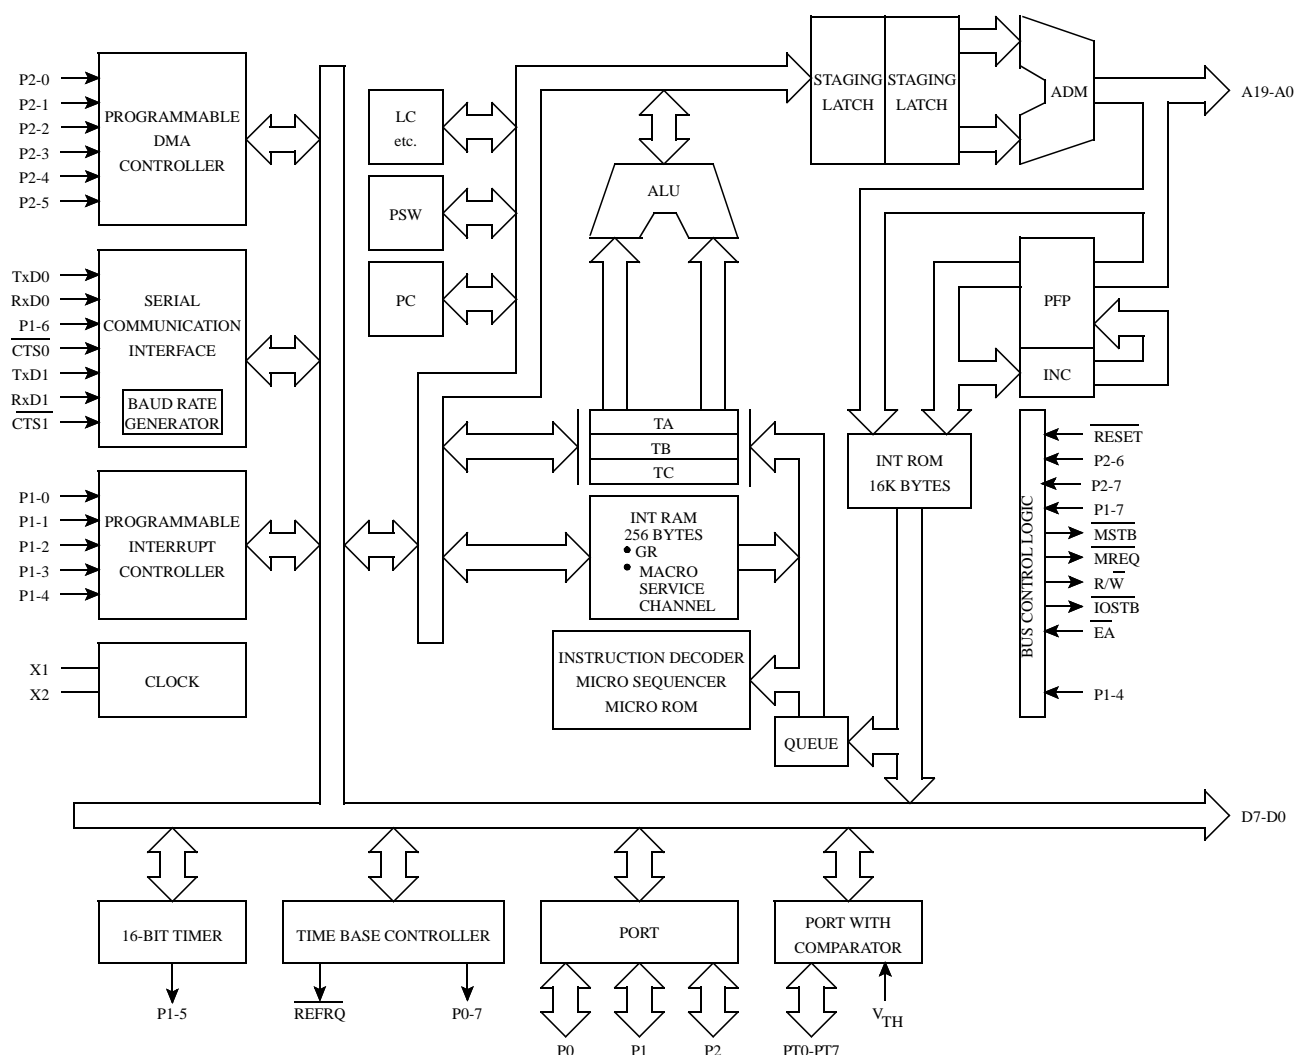 P2-0
P2-1
P2-2
P2-3
P2-4
P2-5
PROGRAMMABLE
DMA
CONTROLLER
LC
etc.
PSW
PC
STAGING
LATCH
STAGING
LATCH
ADM
A19-A0
ALU
TxD0
RxD0
P1-6
CTS0
TxD1
RxD1
CTS1
SERIAL
COMMUNICATION
INTERFACE
BAUD RATE
GENERATOR
PFP
INC
TA
TB
TC
INT ROM
16K BYTES
P1-0
P1-1
P1-2
P1-3
P1-4
PROGRAMMABLE
INTERRUPT
CONTROLLER
INT RAM
256 BYTES
• GR
• MACRO
SERVICE
CHANNEL
BUS CONTROL LOGIC
RESET
P2-6
P2-7
P1-7
MSTB
MREQ
R/W
IOSTB
EA
P1-4
X1
X2
CLOCK
INSTRUCTION DECODER
MICRO SEQUENCER
MICRO ROM
QUEUE
D7-D0
16-BIT TIMER
TIME BASE CONTROLLER
PORT
PORT WITH
COMPARATOR
P1-5
REFRQ
P0-7
P0
P1
P2
PT0-PT7
VTH